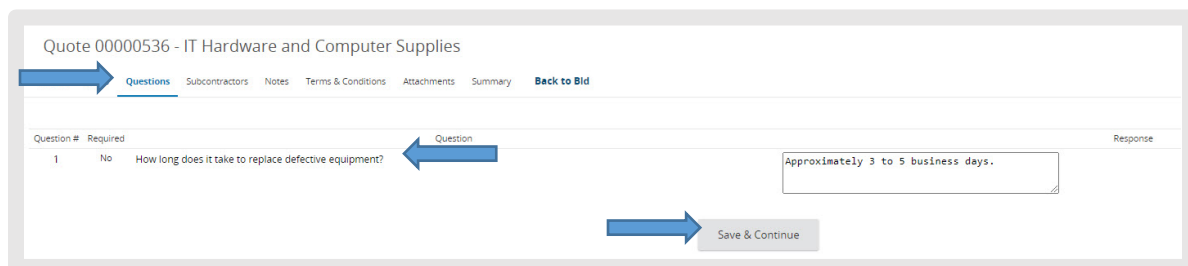 Quote 00000536 - IT Hardware and Computer Supplies
Questions Subcontractors Notes Terms & Conditions Attachments Summary Back to Bid
Question # Required Question Response
1 No How long does it take to replace defective equipment? Approximately 3 to 5 business days.
Save & Continue